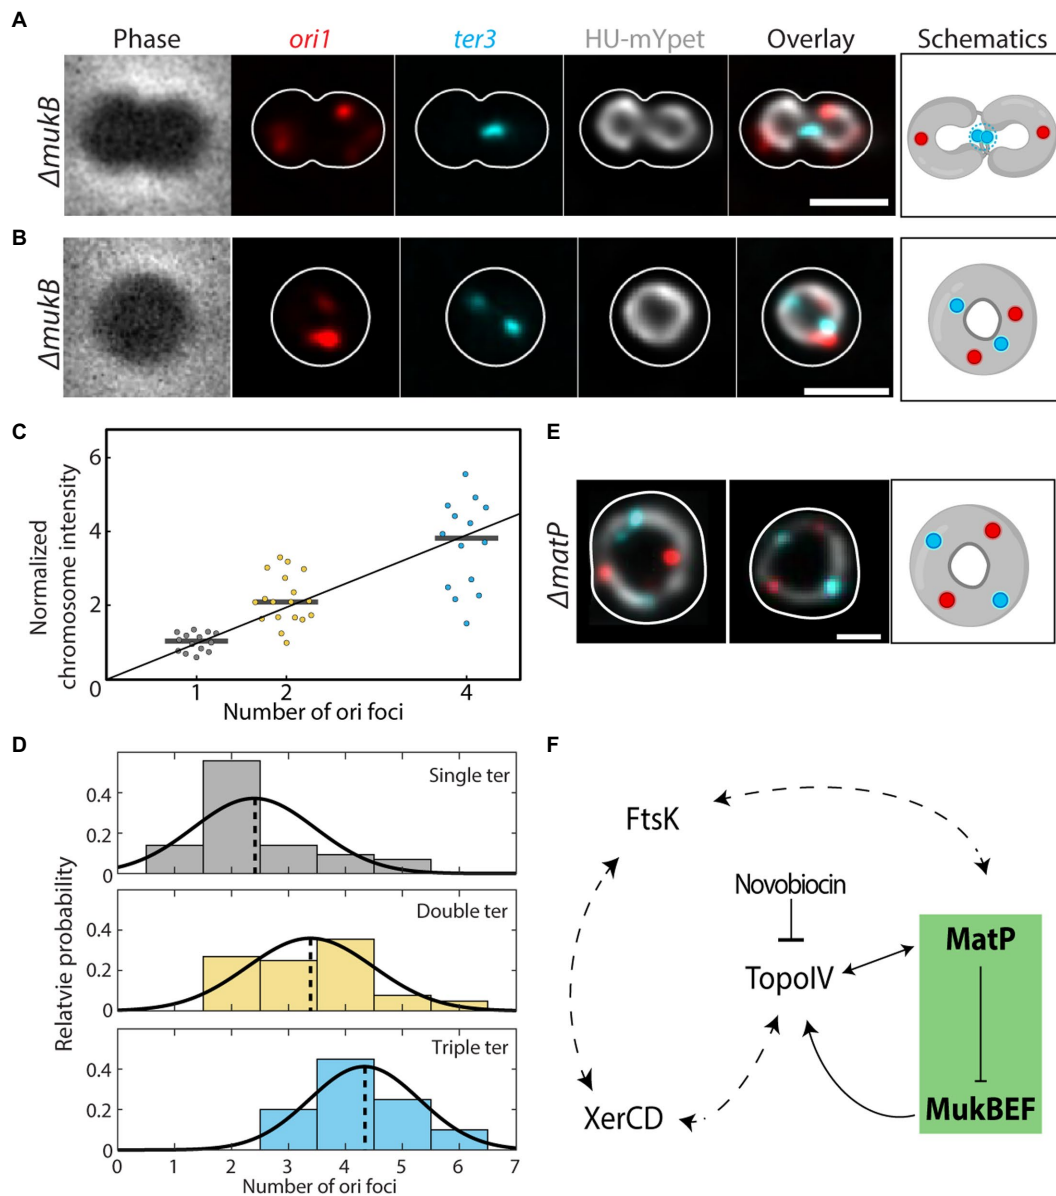 A
Phase ori1 ter3 HU-mYpet Overlay Schematics
ΔmukB
B
ΔmukB
C
Normalized
chromosome intensity
6
4
2
0
1 2 4
Number of ori foci
E
ΔmatP
D
Relatvie probability
Single ter
0.4
0.2
0
Double ter
0.4
0.2
0
Triple ter
0.4
0.2
0
0 1 2 3 4 5 6 7
Number of ori foci
F
FtsK
Novobiocin
MatP
TopoIV
MukBEF
XerCD